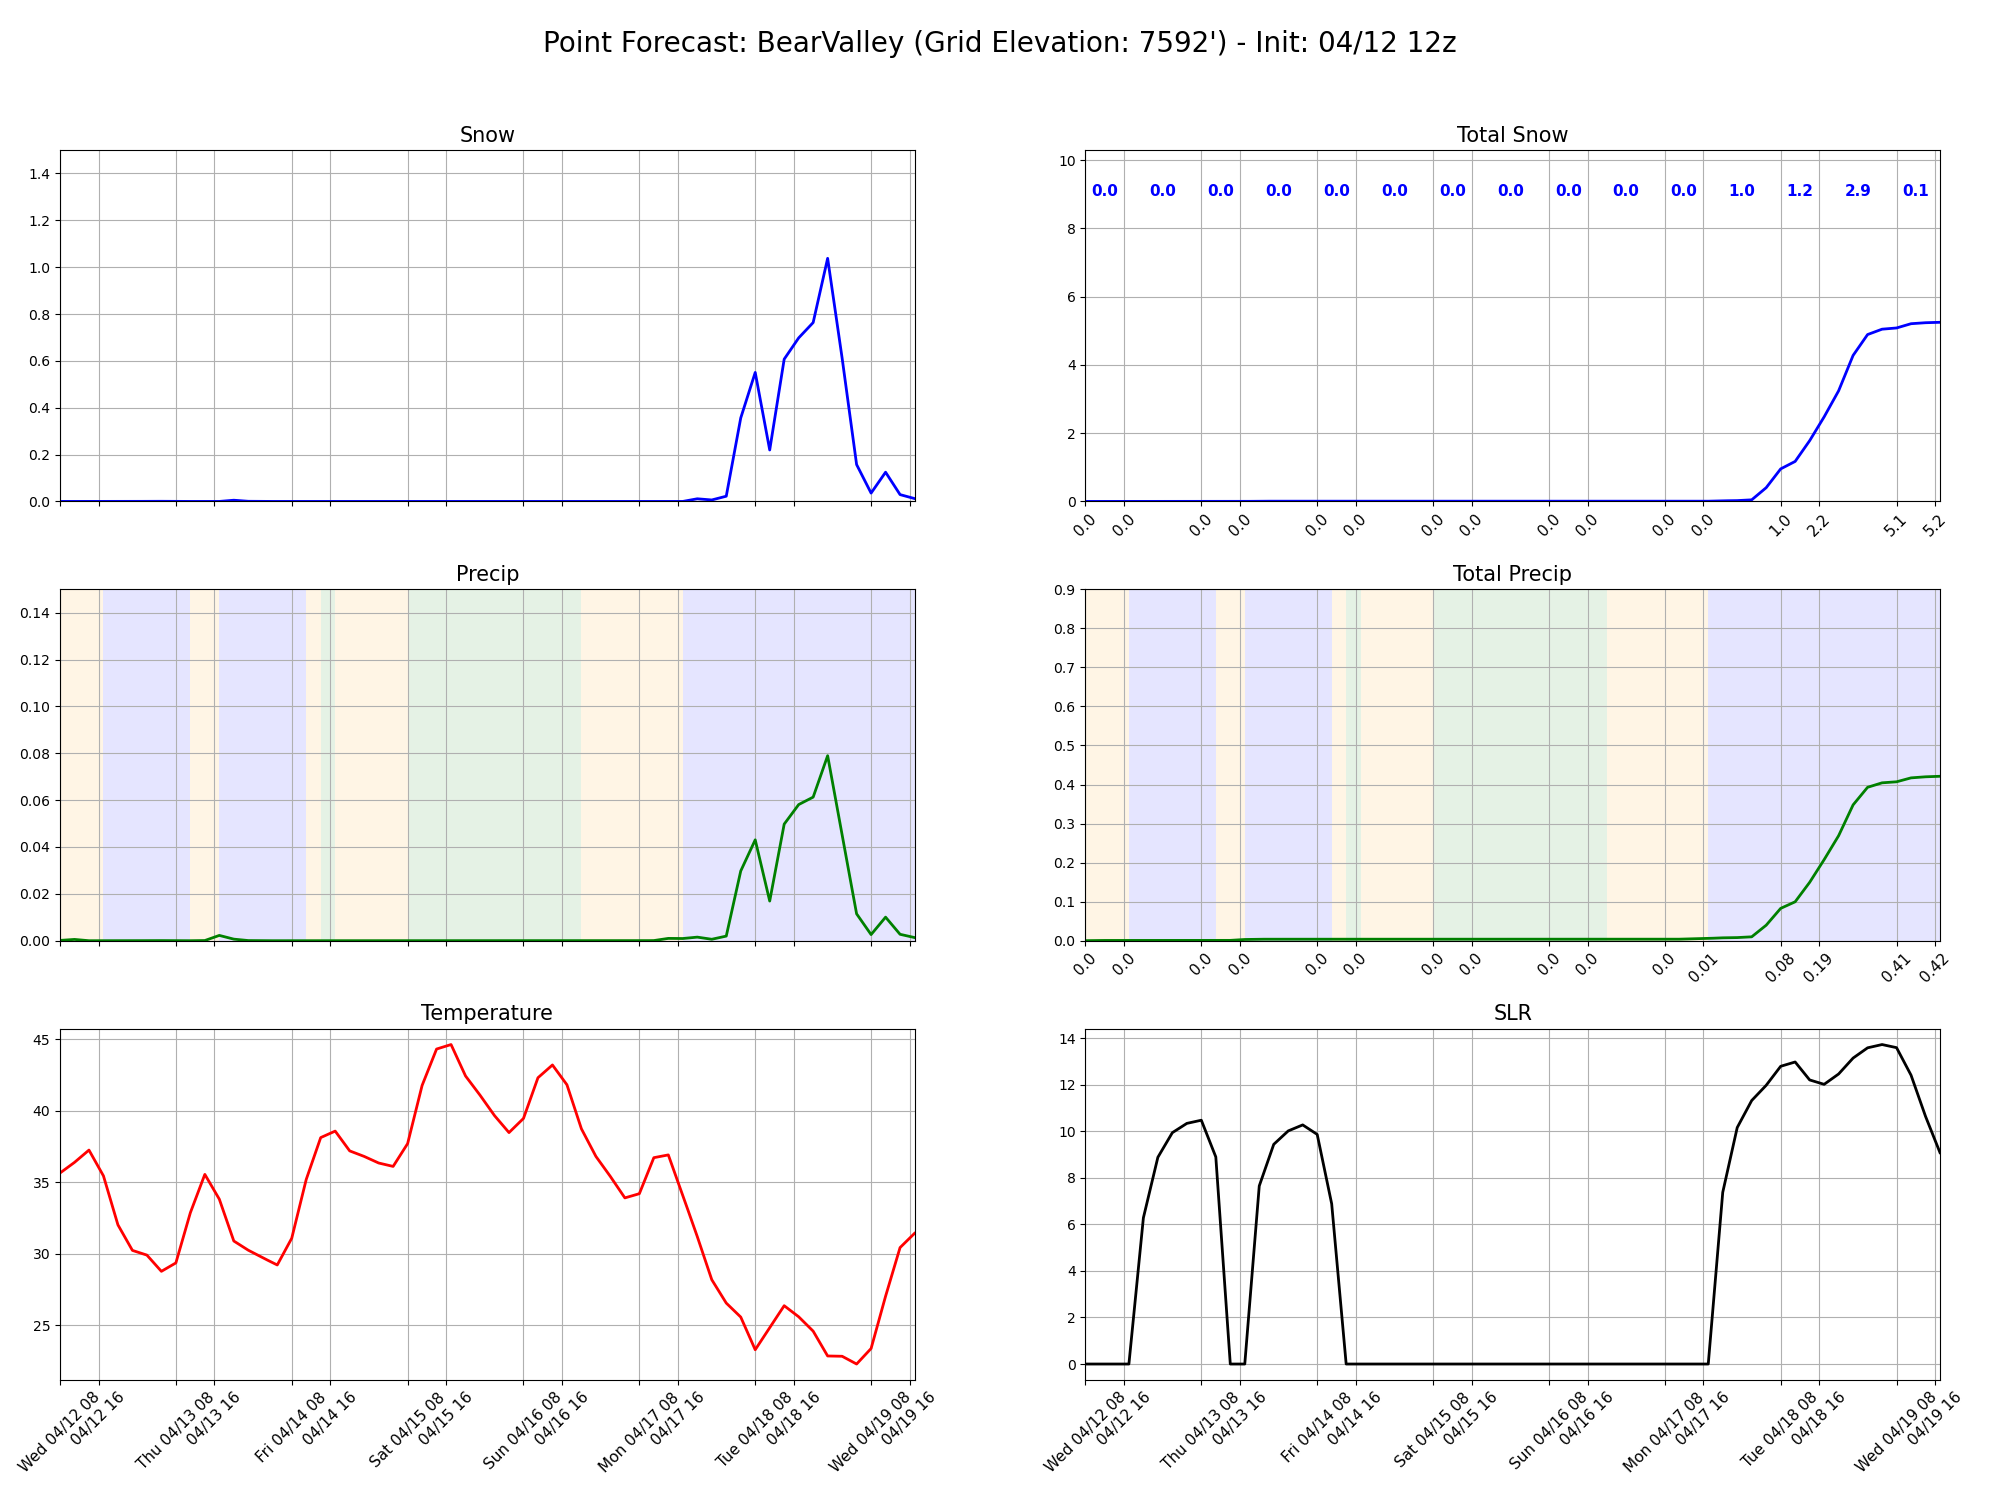 Point Forecast: BearValley (Grid Elevation: 7592') - Init: 04/12 12z
Snow
1.4
1.2
1.0
0.8
0.6
0.4
0.2
0.0
Total Snow
10
8
6
4
2
0
0.0 0.0 0.0 0.0 0.0 0.0 0.0 0.0 0.0 0.0 0.0 1.0 1.2 2.9 0.1
0.0 0.0 0.0 0.0 0.0 0.0 0.0 0.0 0.0 0.0 0.0 0.0 1.0 2.2 5.1 5.2
Precip
0.14
0.12
0.10
0.08
0.06
0.04
0.02
0.00
Total Precip
0.9
0.8
0.7
0.6
0.5
0.4
0.3
0.2
0.1
0.0
0.0 0.0 0.0 0.0 0.0 0.0 0.0 0.0 0.0 0.0 0.0 0.01 0.08 0.19 0.41 0.42
Temperature
45
40
35
30
25
Wed 04/12 08
04/12 16
Thu 04/13 08
04/13 16
Fri 04/14 08
04/14 16
Sat 04/15 08
04/15 16
Sun 04/16 08
04/16 16
Mon 04/17 08
04/17 16
Tue 04/18 08
04/18 16
Wed 04/19 08
04/19 16
SLR
14
12
10
8
6
4
2
0
Wed 04/12 08
04/12 16
Thu 04/13 08
04/13 16
Fri 04/14 08
04/14 16
Sat 04/15 08
04/15 16
Sun 04/16 08
04/16 16
Mon 04/17 08
04/17 16
Tue 04/18 08
04/18 16
Wed 04/19 08
04/19 16